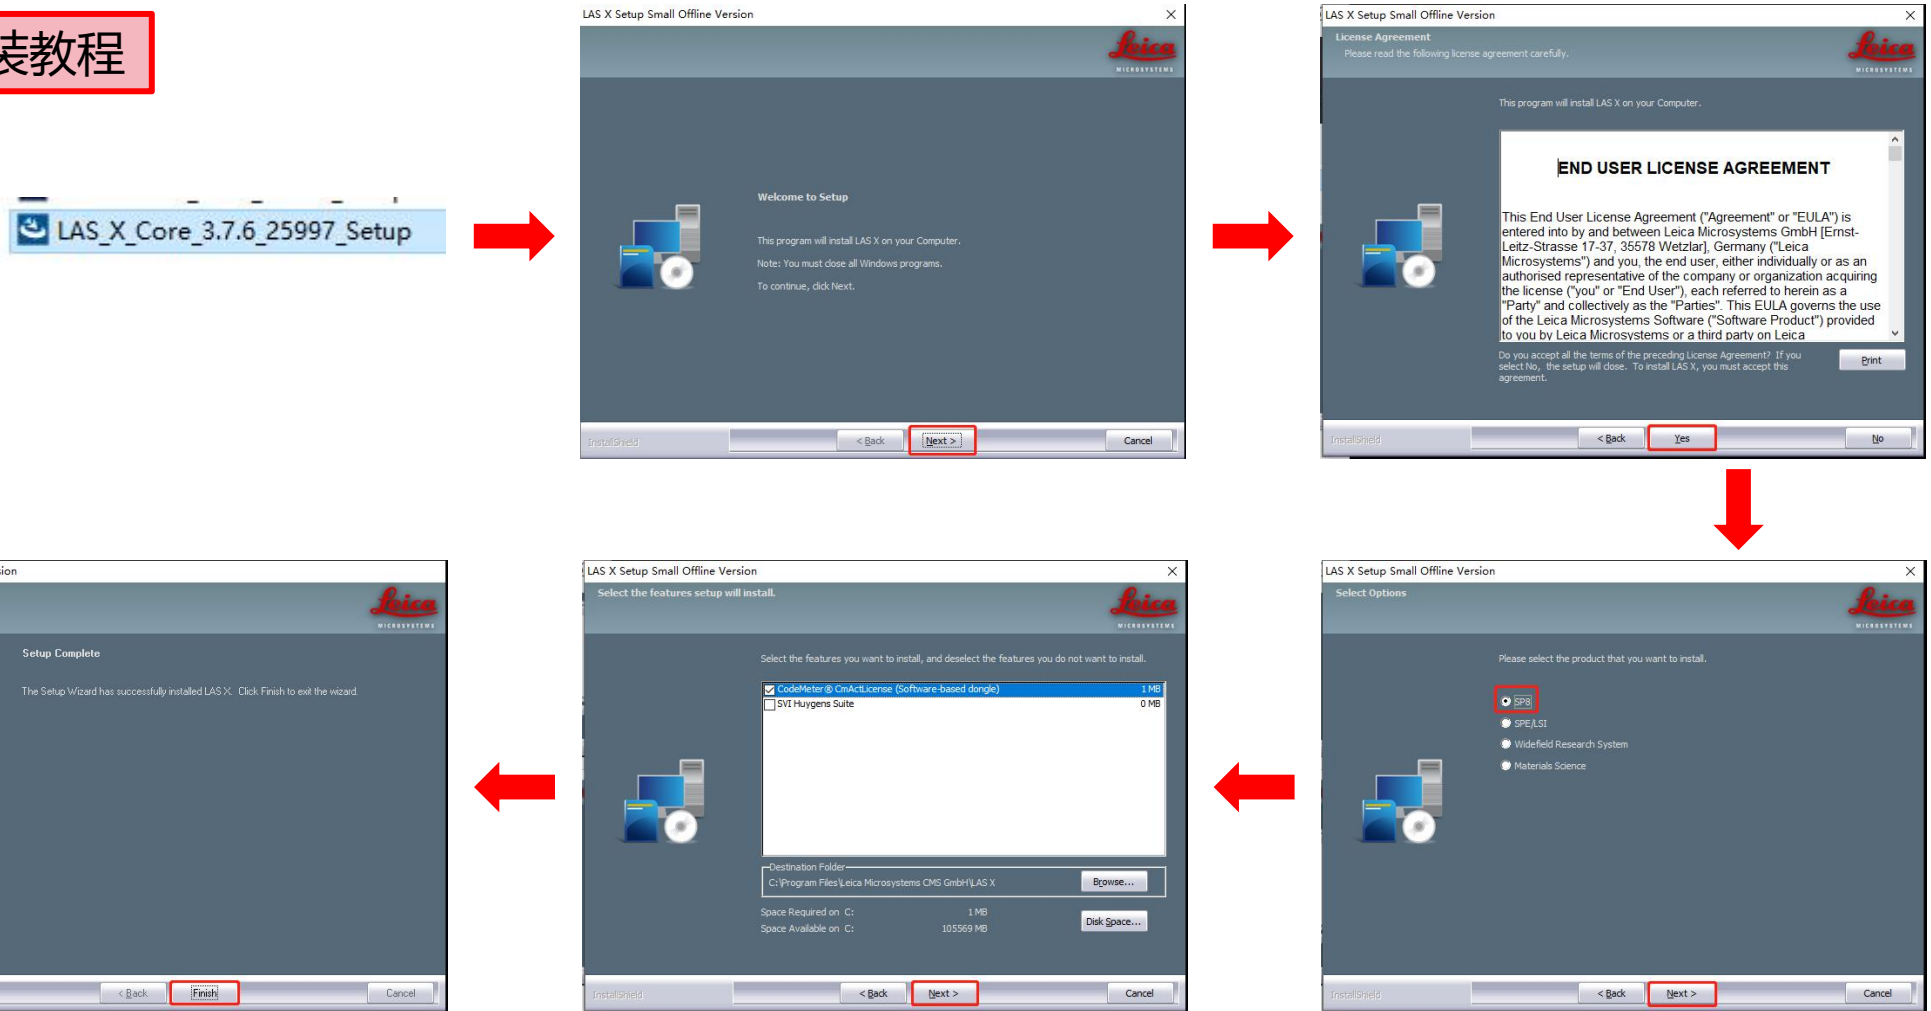 装教程
LAS_X_Core_3.7.6_25997_Setup
LAS X Setup Small Offline Version
Leica
MICROSYSTEMS
Welcome to Setup
This program will install LAS X on your Computer.
Note: You must close all Windows programs.
To continue, click Next.
InstallShield
< Back
Next >
Cancel
LAS X Setup Small Offline Version
License Agreement
Please read the following license agreement carefully.
Leica
MICROSYSTEMS
This program will install LAS X on your Computer.
END USER LICENSE AGREEMENT
This End User License Agreement ("Agreement" or "EULA") is
entered into by and between Leica Microsystems GmbH [Ernst-
Leitz-Strasse 17-37, 35578 Wetzlar], Germany ("Leica
Microsystems") and you, the end user, either individually or as an
authorised representative of the company or organization acquiring
the license ("you" or "End User"), each referred to herein as a
"Party" and collectively as the "Parties". This EULA governs the use
of the Leica Microsystems Software ("Software Product") provided
to you by Leica Microsystems or a third party on Leica
Do you accept all the terms of the preceding License Agreement? If you
select No, the setup will close. To install LAS X, you must accept this
agreement.
Print
InstallShield
< Back
Yes
No
LAS X Setup Small Offline Version
Select Options
Leica
MICROSYSTEMS
Please select the product that you want to install.
SP8
SPE/LSI
Widefield Research System
Materials Science
InstallShield
< Back
Next >
Cancel
LAS X Setup Small Offline Version
Select the features setup will install.
Leica
MICROSYSTEMS
Select the features you want to install, and deselect the features you do not want to install.
CodeMeter® CmActLicense (Software-based dongle) 1 MB
SVI Huygens Suite 0 MB
Destination Folder
C:\Program Files\Leica Microsystems CMS GmbH\LAS X
Browse...
Space Required on C: 1 MB
Space Available on C: 105569 MB
Disk Space...
InstallShield
< Back
Next >
Cancel
sion
Leica
MICROSYSTEMS
Setup Complete
The Setup Wizard has successfully installed LAS X. Click Finish to exit the wizard.
< Back
Finish
Cancel